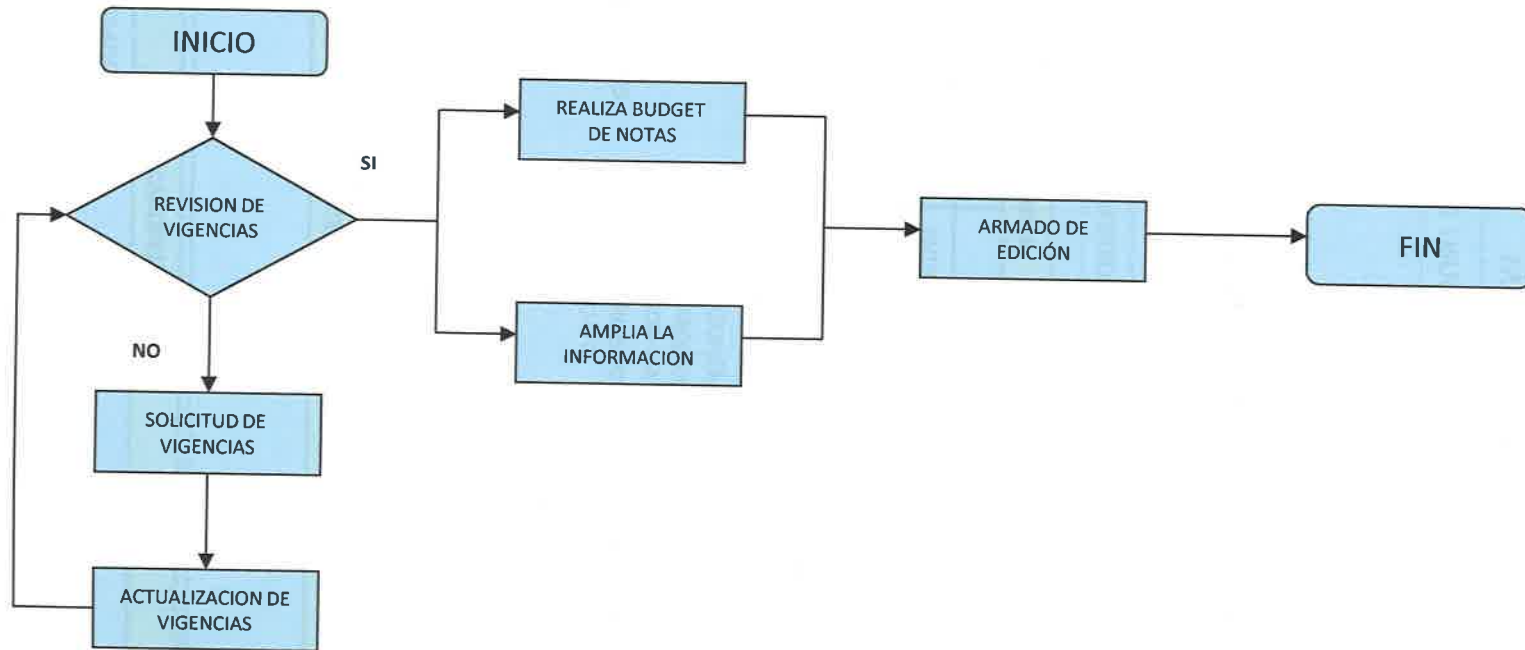 INICIO
REALIZA BUDGET
DE NOTAS
SI
REVISION DE
VIGENCIAS
ARMADO DE
EDICIÓN
FIN
AMPLIA LA
INFORMACION
NO
SOLICITUD DE
VIGENCIAS
ACTUALIZACION DE
VIGENCIAS